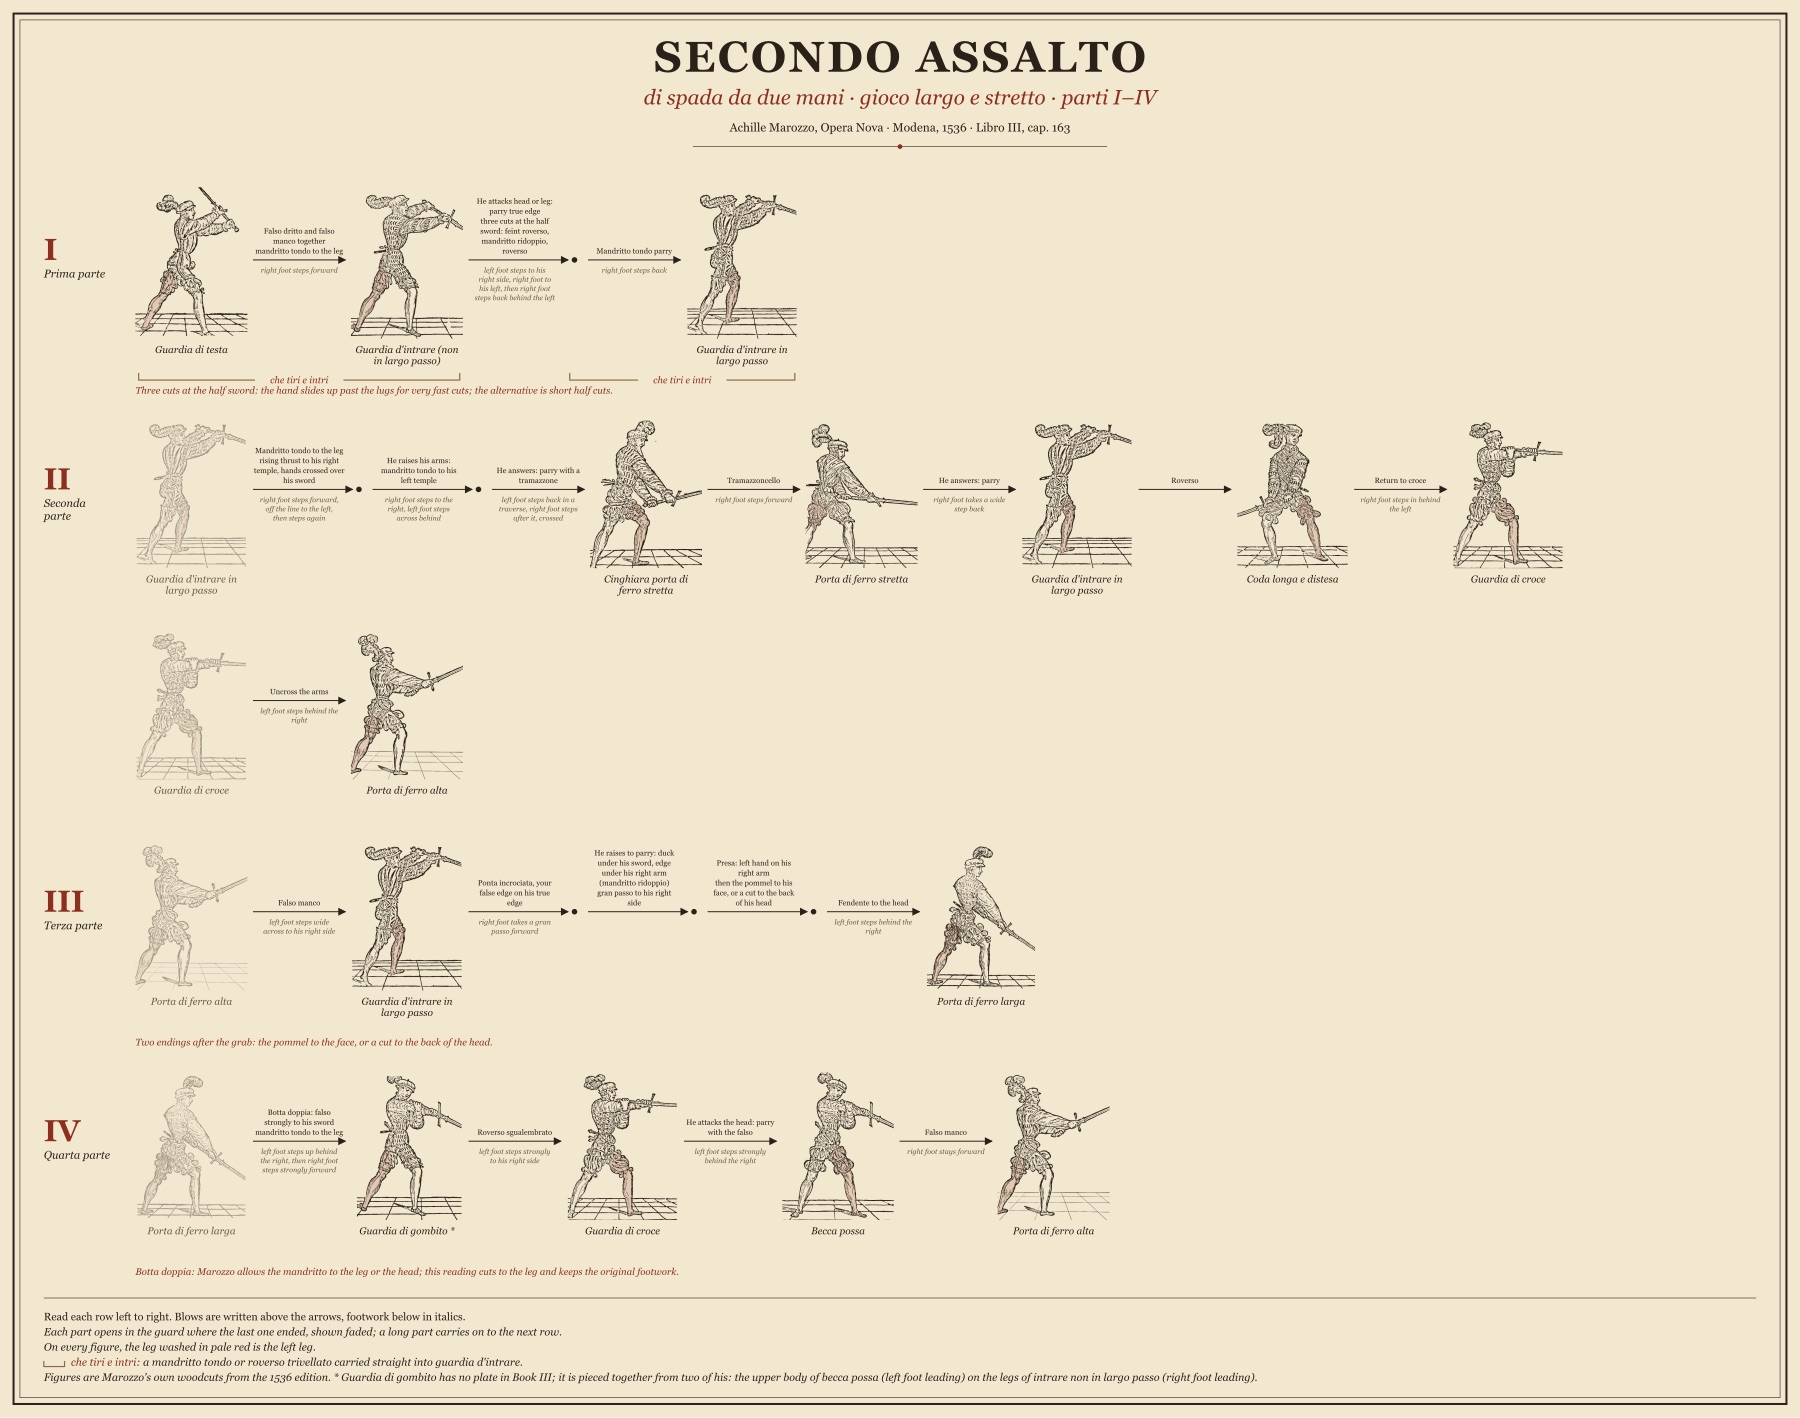 SECONDO ASSALTO
di spada da due mani · gioco largo e stretto · parti I–IV
Achille Marozzo, Opera Nova · Modena, 1536 · Libro III, cap. 163
I
Prima parte
Guardia di testa
Falso dritto and falso
manco together
mandritto tondo to the leg
right foot steps forward
Guardia d'intrare (non
in largo passo)
He attacks head or leg:
parry true edge
three cuts at the half
sword: feint roverso,
mandritto ridoppio,
roverso
left foot steps to his
right side, right foot to
his left, then right foot
steps back behind the left
Mandritto tondo parry
right foot steps back
Guardia d'intrare in
largo passo
che tiri e intri
che tiri e intri
Three cuts at the half sword: the hand slides up past the lugs for very fast cuts; the alternative is short half cuts.
II
Seconda
parte
Guardia d'intrare in
largo passo
Mandritto tondo to the leg
rising thrust to his right
temple, hands crossed over
his sword
right foot steps forward,
off the line to the left,
then steps again
He raises his arms:
mandritto tondo to his
left temple
right foot steps to the
right, left foot steps
across behind
He answers: parry with a
tramazzone
left foot steps back in a
traverse, right foot steps
after it, crossed
Cinghiara porta di
ferro stretta
Tramazzoncello
right foot steps forward
Porta di ferro stretta
He answers: parry
right foot takes a wide
step back
Guardia d'intrare in
largo passo
Roverso
Coda longa e distesa
Return to croce
right foot steps in behind
the left
Guardia di croce
Guardia di croce
Uncross the arms
left foot steps behind the
right
Porta di ferro alta
III
Terza parte
Porta di ferro alta
Falso manco
left foot steps wide
across to his right side
Guardia d'intrare in
largo passo
Ponta incrociata, your
false edge on his true
edge
right foot takes a gran
passo forward
He raises to parry: duck
under his sword, edge
under his right arm
(mandritto ridoppio)
gran passo to his right
side
Presa: left hand on his
right arm
then the pommel to his
face, or a cut to the back
of his head
Fendente to the head
left foot steps behind the
right
Porta di ferro larga
Two endings after the grab: the pommel to the face, or a cut to the back of the head.
IV
Quarta parte
Porta di ferro larga
Botta doppia: falso
strongly to his sword
mandritto tondo to the leg
left foot steps up behind
the right, then right foot
steps strongly forward
Guardia di gombito *
Roverso sgualembrato
left foot steps strongly
to his right side
Guardia di croce
He attacks the head: parry
with the falso
left foot steps strongly
behind the right
Becca possa
Falso manco
right foot stays forward
Porta di ferro alta
Botta doppia: Marozzo allows the mandritto to the leg or the head; this reading cuts to the leg and keeps the original footwork.
Read each row left to right. Blows are written above the arrows, footwork below in italics.
Each part opens in the guard where the last one ended, shown faded; a long part carries on to the next row.
On every figure, the leg washed in pale red is the left leg.
che tiri e intri: a mandritto tondo or roverso trivellato carried straight into guardia d'intrare.
Figures are Marozzo's own woodcuts from the 1536 edition. * Guardia di gombito has no plate in Book III; it is pieced together from two of his: the upper body of becca possa (left foot leading) on the legs of intrare non in largo passo (right foot leading).